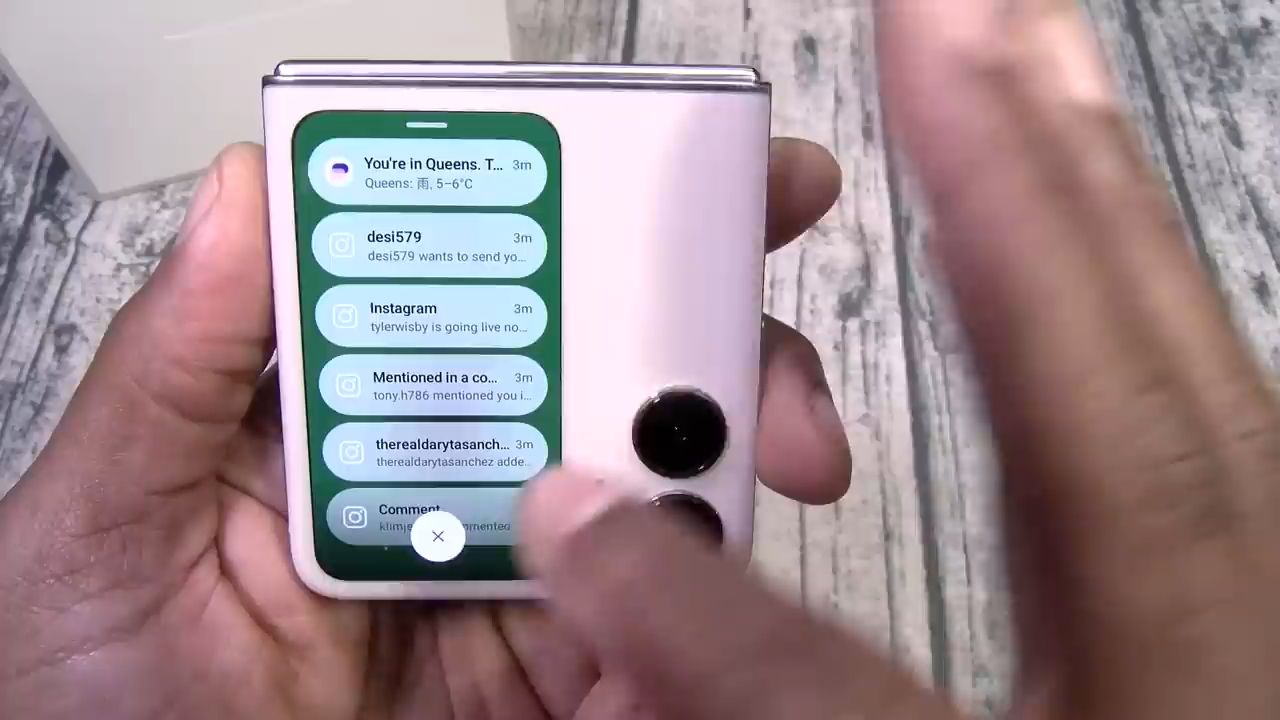 You're in Queens. T... 3m
Queens: 雨, 5–6°C
desi579 3m
desi579 wants to send yo...
Instagram 3m
tylerwisby is going live no...
Mentioned in a co... 3m
tony.h786 mentioned you i...
therealdarytasanch... 3m
therealdarytasanchez adde...
Comment